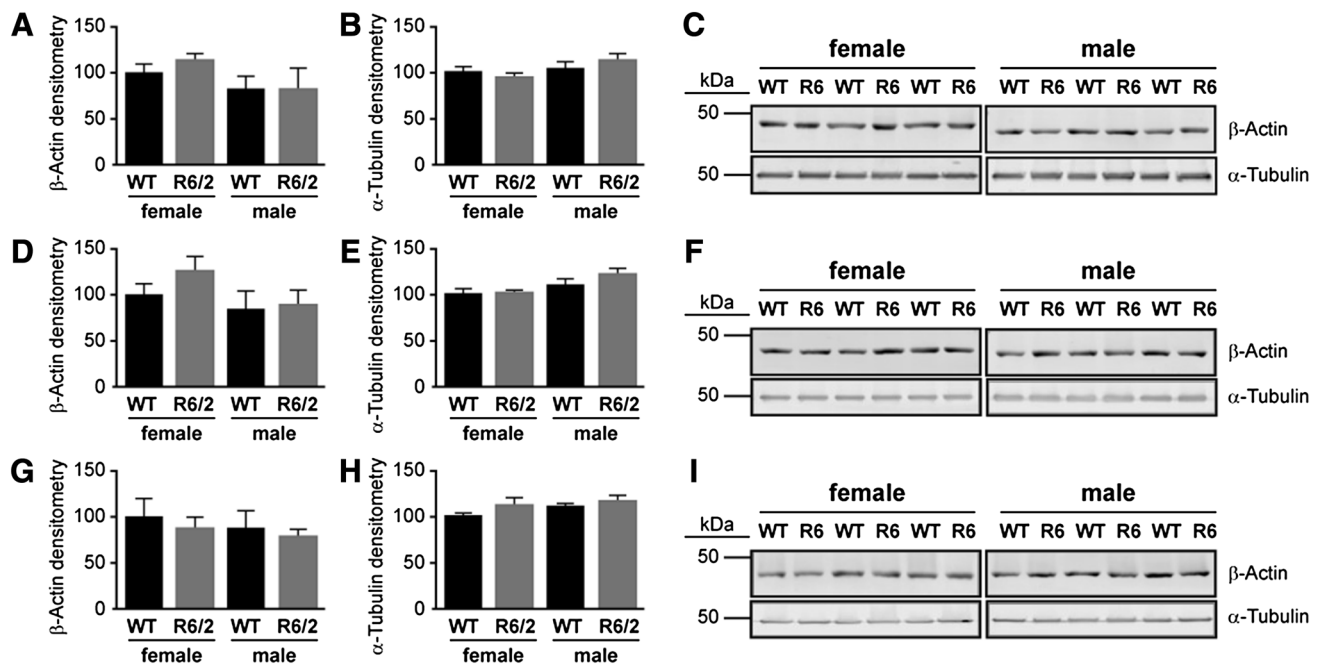 A
β-Actin densitometry
150
100
50
0
WT R6/2 WT R6/2
female male
B
α-Tubulin densitometry
150
100
50
0
WT R6/2 WT R6/2
female male
C
female male
kDa WT R6 WT R6 WT R6 WT R6 WT R6 WT R6
50 β-Actin
50 α-Tubulin
D
β-Actin densitometry
150
100
50
0
WT R6/2 WT R6/2
female male
E
α-Tubulin densitometry
150
100
50
0
WT R6/2 WT R6/2
female male
F
female male
kDa WT R6 WT R6 WT R6 WT R6 WT R6 WT R6
50 β-Actin
50 α-Tubulin
G
β-Actin densitometry
150
100
50
0
WT R6/2 WT R6/2
female male
H
α-Tubulin densitometry
150
100
50
0
WT R6/2 WT R6/2
female male
I
female male
kDa WT R6 WT R6 WT R6 WT R6 WT R6 WT R6
50 β-Actin
50 α-Tubulin